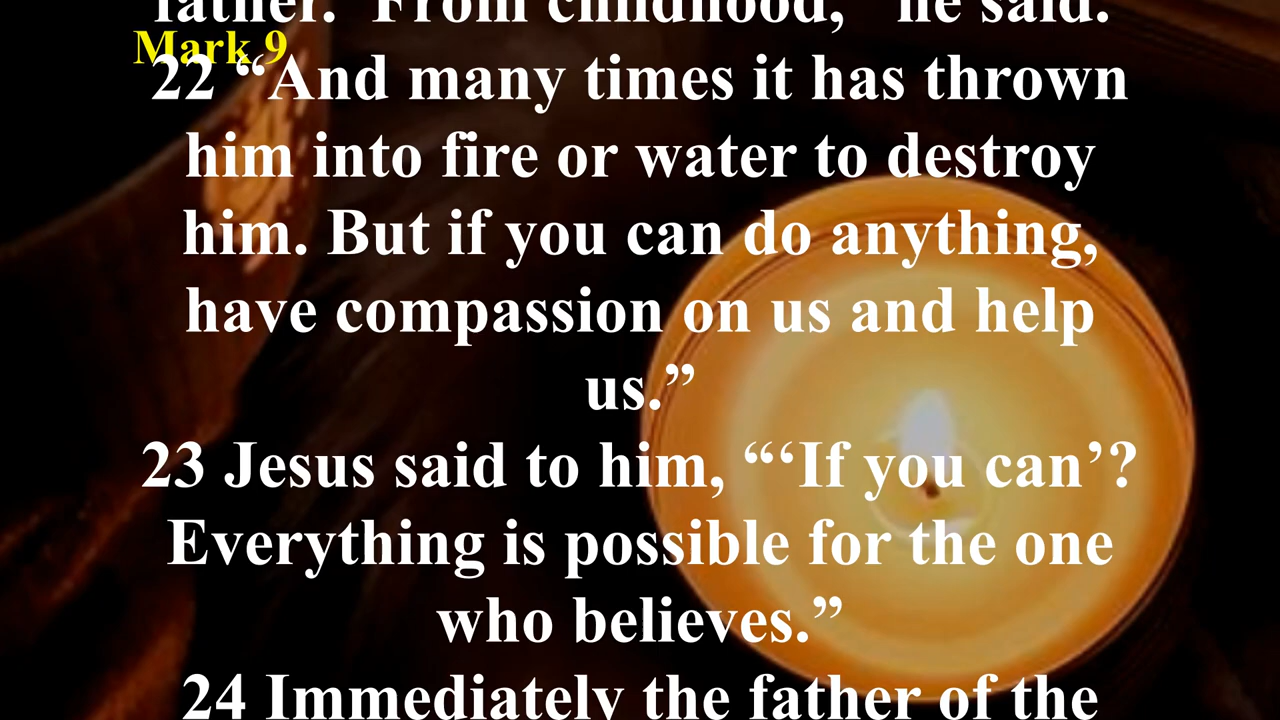 father. “From childhood,” he said.
Mark 9
22 “And many times it has thrown
him into fire or water to destroy
him. But if you can do anything,
have compassion on us and help
us.”
23 Jesus said to him, “‘If you can’?
Everything is possible for the one
who believes.”
24 Immediately the father of the